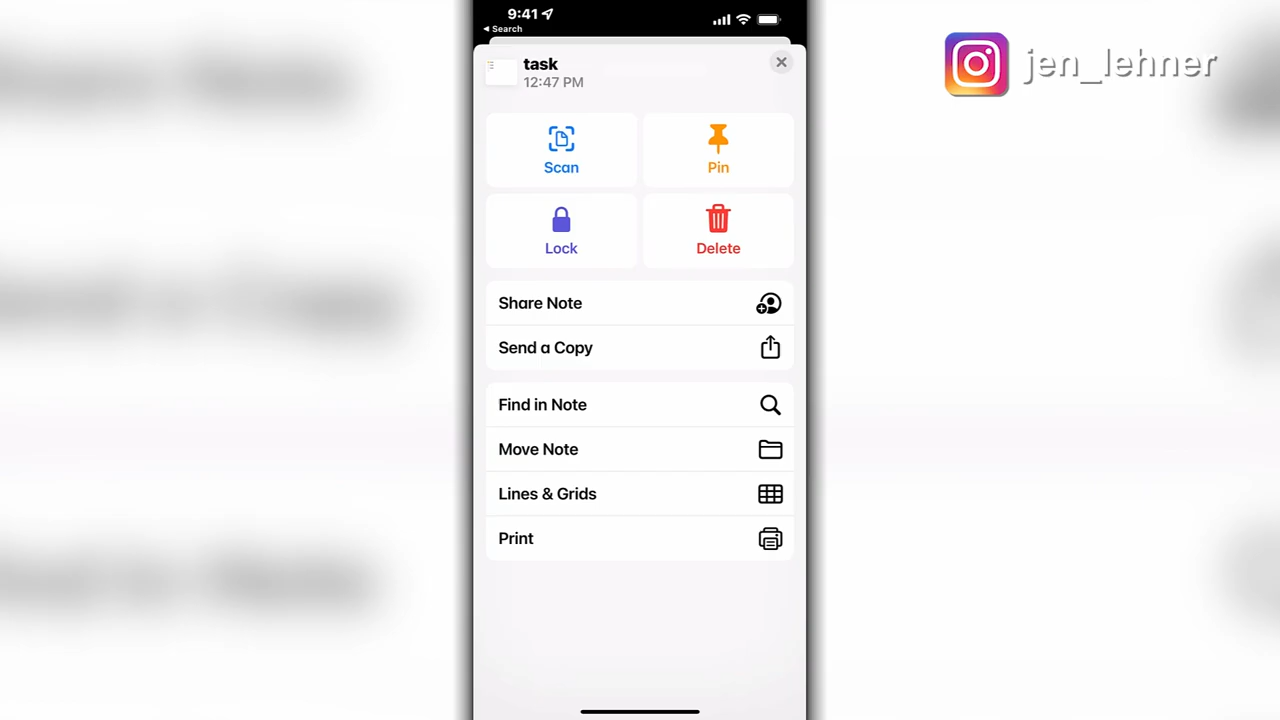 9:41
Search
task
12:47 PM
Scan
Pin
Lock
Delete
Share Note
Send a Copy
Find in Note
Move Note
Lines & Grids
Print
jen_lehner